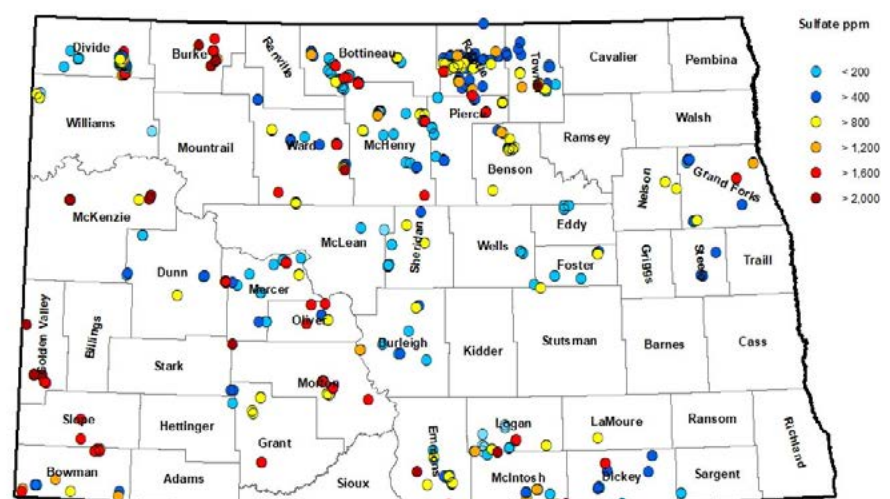 Sulfate ppm
< 200
> 400
> 800
> 1,200
> 1,600
> 2,000
Divide
Burke
Renville
Bottineau
Cavalier
Pembina
Williams
Mountrail
Ward
McHenry
Pierce
Benson
Ramsey
Walsh
Nelson
Grand Forks
McKenzie
Dunn
Mercer
McLean
Sheridan
Wells
Eddy
Foster
Griggs
Steele
Traill
Golden Valley
Billings
Stark
Oliver
Morton
Burleigh
Kidder
Stutsman
Barnes
Cass
Slope
Hettinger
Grant
Sioux
Emmons
Logan
LaMoure
Ransom
Richland
Bowman
Adams
McIntosh
Dickey
Sargent